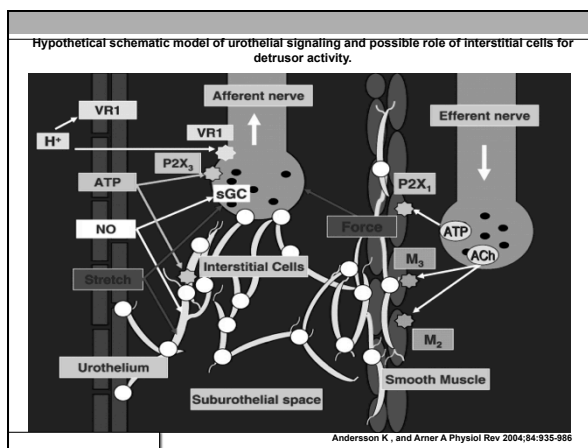 Hypothetical schematic model of urothelial signaling and possible role of interstitial cells for
detrusor activity.
Afferent nerve
VR1
Efferent nerve
VR1
H+
P2X3
P2X1
ATP
sGC
NO
Force
ATP
Stretch
Interstitial Cells
M3
ACh
M2
Urothelium
Smooth Muscle
Suburothelial space
Andersson K , and Arner A Physiol Rev 2004;84:935-986